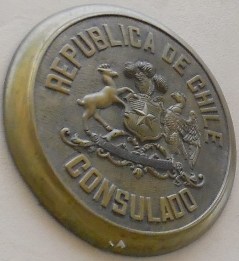 REPUBLICA DE CHILE
CONSULADO